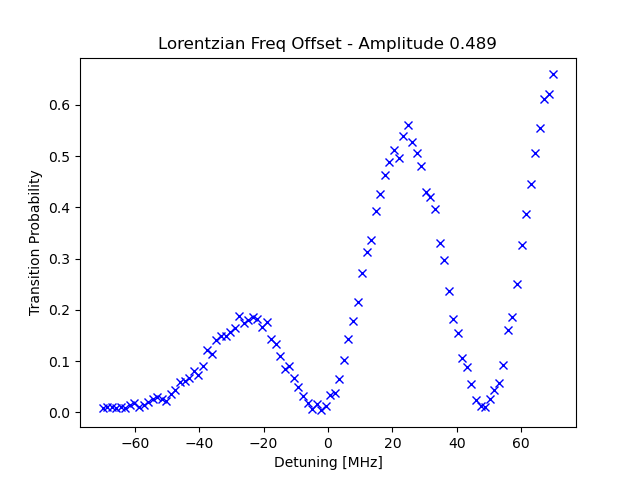 Lorentzian Freq Offset - Amplitude 0.489
Transition Probability
0.6
0.5
0.4
0.3
0.2
0.1
0.0
−60 −40 −20 0 20 40 60
Detuning [MHz]